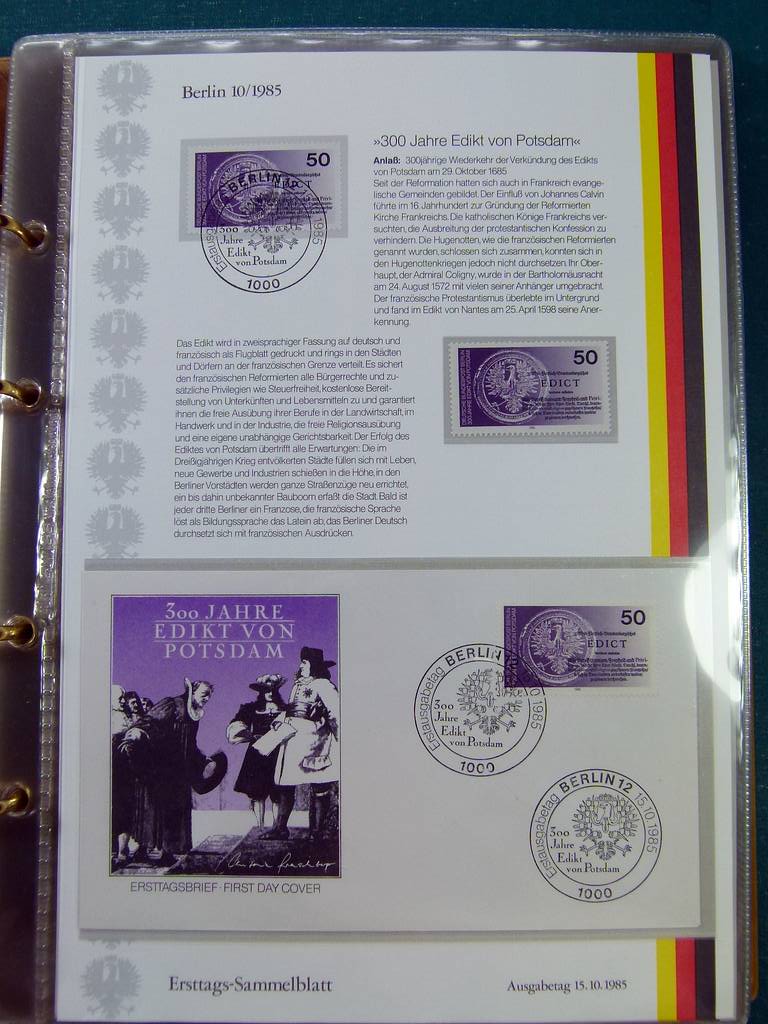 Berlin 10/1985
50
EDICT
BERLIN 12
300
Jahre
Edikt
von Potsdam
Erstausgabetag
1985
1000
»300 Jahre Edikt von Potsdam«
Anlaß: 300jährige Wiederkehr der Verkündung des Edikts
von Potsdam am 29. Oktober 1685
Seit der Reformation hatten sich auch in Frankreich evange-
lische Gemeinden gebildet. Der Einfluß von Johannes Calvin
führte im 16. Jahrhundert zur Gründung der Reformierten
Kirche Frankreichs. Die katholischen Könige Frankreichs ver-
suchten, die Ausbreitung der protestantischen Konfession zu
verhindern. Die Hugenotten, wie die französischen Reformierten
genannt wurden, schlossen sich zusammen, konnten sich in
den Hugenottenkriegen jedoch nicht durchsetzen. Ihr Ober-
haupt, der Admiral Coligny, wurde in der Bartholomäusnacht
am 24. August 1572 mit vielen seiner Anhänger umgebracht.
Der französische Protestantismus überlebte im Untergrund
und fand im Edikt von Nantes am 25. April 1598 seine Aner-
kennung.
Das Edikt wird in zweisprachiger Fassung auf deutsch und
französisch als Flugblatt gedruckt und rings in den Städten
und Dörfern an der französischen Grenze verteilt. Es sichert
den französischen Reformierten alle Bürgerrechte und zu-
sätzliche Privilegien wie Steuerfreiheit, kostenlose Bereit-
stellung von Unterkünften und Lebensmitteln zu und garantiert
ihnen die freie Ausübung ihrer Berufe in der Landwirtschaft, im
Handwerk und in der Industrie, die freie Religionsausübung
und eine eigene unabhängige Gerichtsbarkeit. Der Erfolg des
Ediktes von Potsdam übertrifft alle Erwartungen: Die im
Dreißigjährigen Krieg entvölkerten Städte füllen sich mit Leben,
neue Gewerbe und Industrien schießen in die Höhe, in den
Berliner Vorstädten werden ganze Straßenzüge neu errichtet,
ein bis dahin unbekannter Bauboom erfaßt die Stadt. Bald ist
jeder dritte Berliner ein Franzose, die französische Sprache
löst als Bildungssprache das Latein ab, das Berliner Deutsch
durchsetzt sich mit französischen Ausdrücken.
DEUTSCHE BUNDESPOST BERLIN
300 JAHRE EDIKT VON POTSDAM
50
EDICT
300 JAHRE
EDIKT VON
POTSDAM
ERSTTAGSBRIEF · FIRST DAY COVER
50
EDICT
BERLIN
Erstausgabetag
300
Jahre
Edikt
von Potsdam
1985
1000
BERLIN 12
15.10.1985
Erstausgabetag
300
Jahre
Edikt
von Potsdam
1000
Ersttags-Sammelblatt
Ausgabetag 15.10.1985